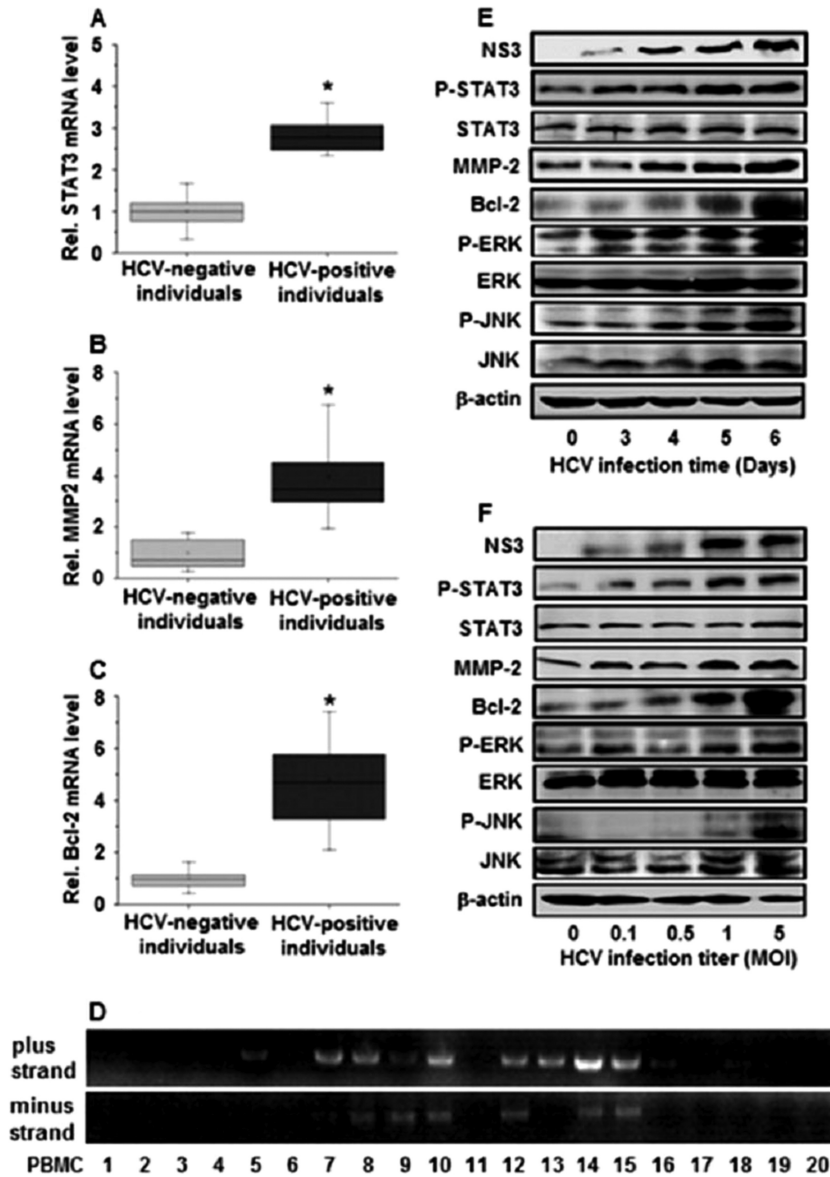 A
Rel. STAT3 mRNA level
5
4
3
2
1
0
*
HCV-negative individuals
HCV-positive individuals
B
Rel. MMP2 mRNA level
8
6
4
2
0
*
HCV-negative individuals
HCV-positive individuals
C
Rel. Bcl-2 mRNA level
8
6
4
2
0
*
HCV-negative individuals
HCV-positive individuals
E
NS3
P-STAT3
STAT3
MMP-2
Bcl-2
P-ERK
ERK
P-JNK
JNK
β-actin
0 3 4 5 6
HCV infection time (Days)
F
NS3
P-STAT3
STAT3
MMP-2
Bcl-2
P-ERK
ERK
P-JNK
JNK
β-actin
0 0.1 0.5 1 5
HCV infection titer (MOI)
D
plus strand
minus strand
PBMC 1 2 3 4 5 6 7 8 9 10 11 12 13 14 15 16 17 18 19 20